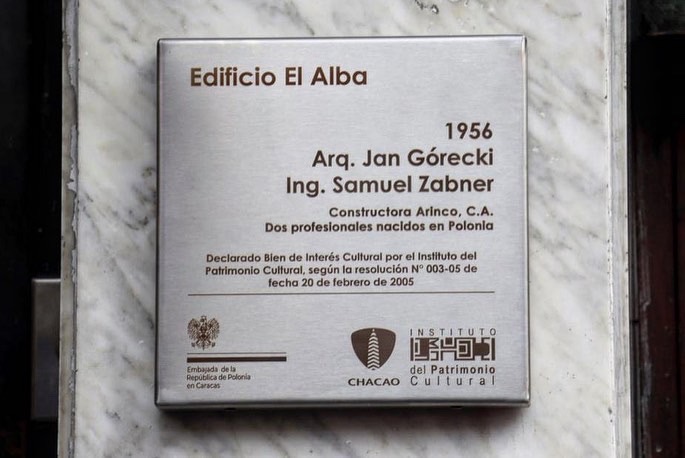 Edificio El Alba
1956
Arq. Jan Górecki
Ing. Samuel Zabner
Constructora Arinco, C.A.
Dos profesionales nacidos en Polonia
Declarado Bien de Interés Cultural por el Instituto del
Patrimonio Cultural, según la resolución N° 003-05 de
fecha 20 de febrero de 2005
Embajada de la
República de Polonia
en Caracas
CHACAO
INSTITUTO
del Patrimonio
Cultural